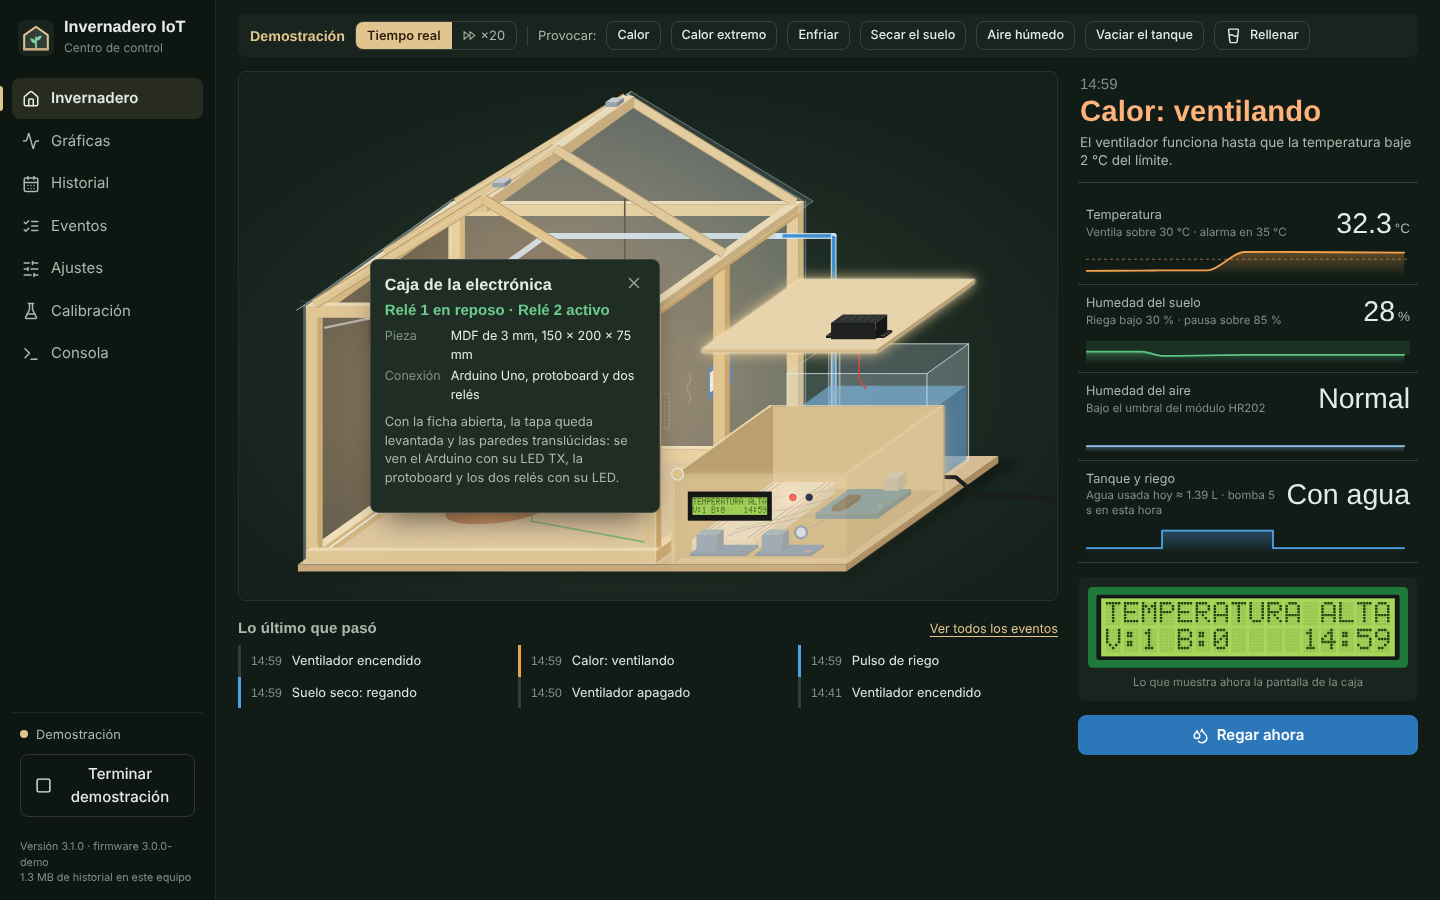 Invernadero IoT
Centro de control
Invernadero
Gráficas
Historial
Eventos
Ajustes
Calibración
Consola
Demostración
Terminar
demostración
Versión 3.1.0 · firmware 3.0.0-
demo
1.3 MB de historial en este equipo
Demostración
Tiempo real
×20
Provocar:
Calor
Calor extremo
Enfriar
Secar el suelo
Aire húmedo
Vaciar el tanque
Rellenar
Caja de la electrónica
Relé 1 en reposo · Relé 2 activo
Pieza
MDF de 3 mm, 150 × 200 × 75
mm
Conexión
Arduino Uno, protoboard y dos
relés
Con la ficha abierta, la tapa queda
levantada y las paredes translúcidas: se
ven el Arduino con su LED TX, la
protoboard y los dos relés con su LED.
TEMPERATURA ALTA
V:1 B:0 14:59
Lo último que pasó
Ver todos los eventos
14:59 Ventilador encendido
14:59 Calor: ventilando
14:59 Pulso de riego
14:59 Suelo seco: regando
14:50 Ventilador apagado
14:41 Ventilador encendido
14:59
Calor: ventilando
El ventilador funciona hasta que la temperatura baje
2 °C del límite.
Temperatura
Ventila sobre 30 °C · alarma en 35 °C
32.3 °C
Humedad del suelo
Riega bajo 30 % · pausa sobre 85 %
28 %
Humedad del aire
Bajo el umbral del módulo HR202
Normal
Tanque y riego
Agua usada hoy ≈ 1.39 L · bomba 5
s en esta hora
Con agua
TEMPERATURA ALTA
V:1 B:0 14:59
Lo que muestra ahora la pantalla de la caja
Regar ahora